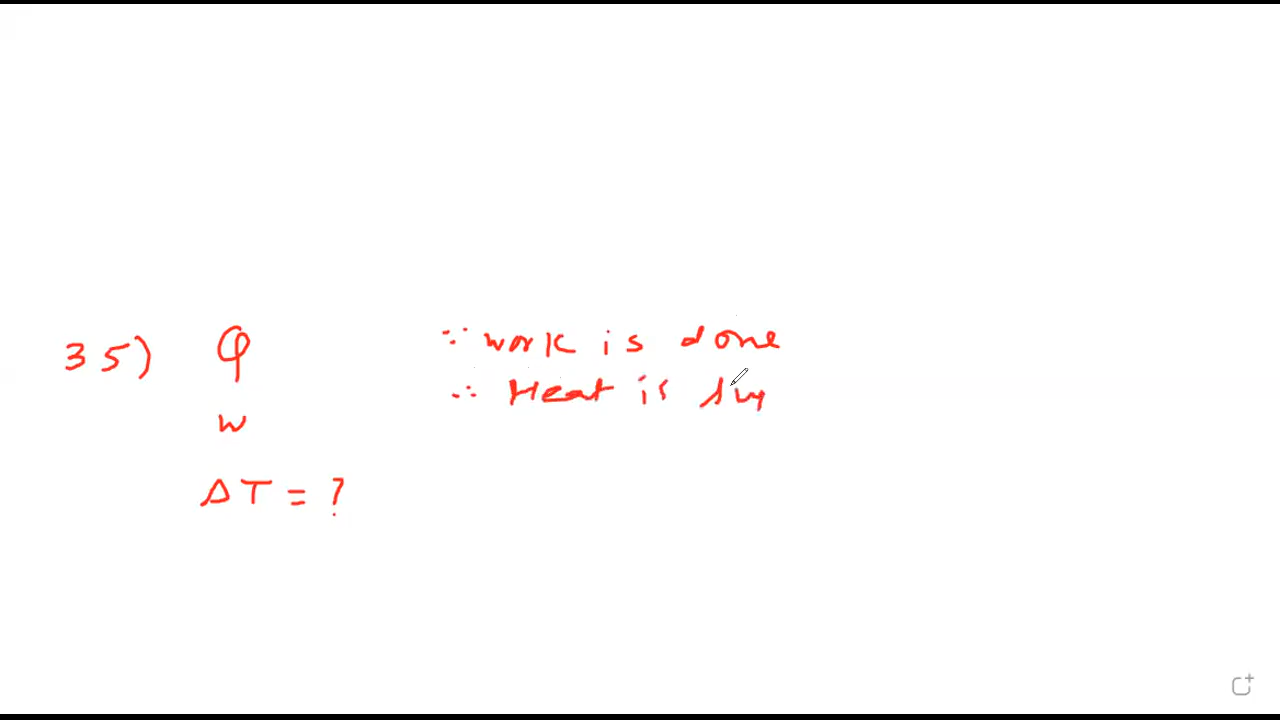 35) Q ∵ work is done
∴ Heat is
w
ΔT = ?